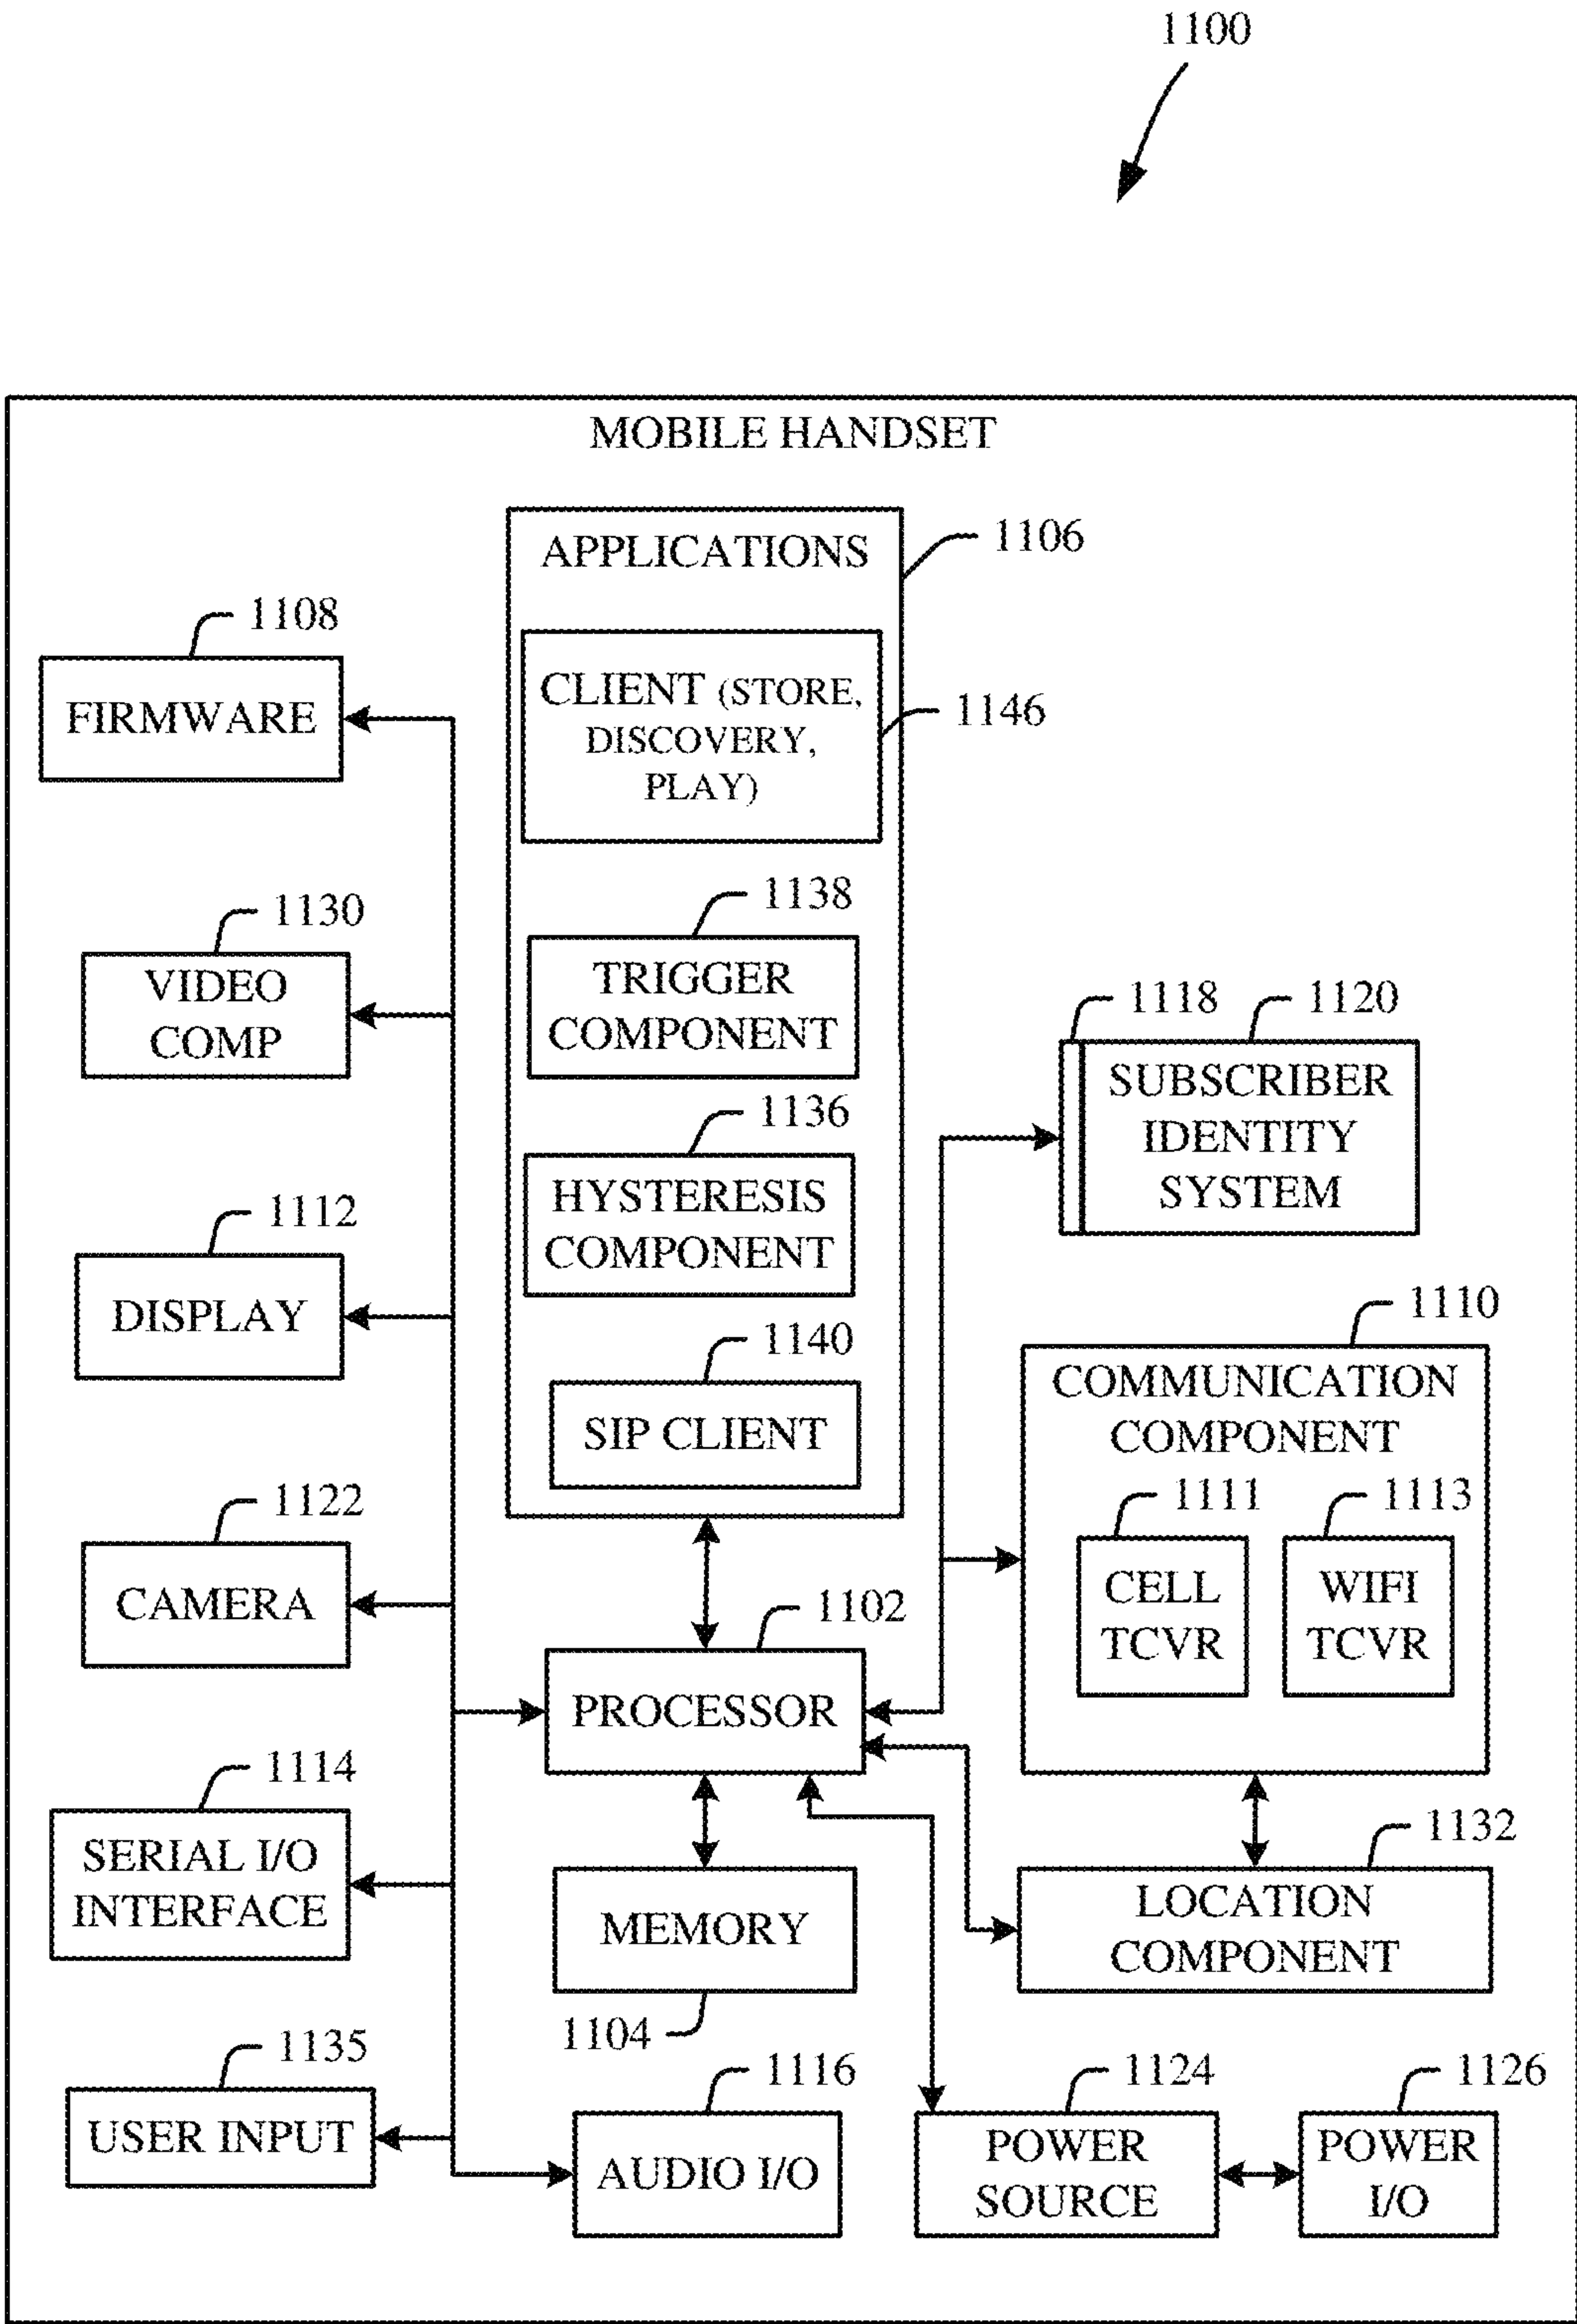 1100
MOBILE HANDSET
APPLICATIONS
1106
CLIENT (STORE,
DISCOVERY,
PLAY)
1146
1138
TRIGGER
COMPONENT
1136
HYSTERESIS
COMPONENT
1140
SIP CLIENT
1108
FIRMWARE
1130
VIDEO
COMP
1112
DISPLAY
1122
CAMERA
1114
SERIAL I/O
INTERFACE
1135
USER INPUT
1102
PROCESSOR
MEMORY
1104
1116
AUDIO I/O
1118
1120
SUBSCRIBER
IDENTITY
SYSTEM
1110
COMMUNICATION
COMPONENT
1111
CELL
TCVR
1113
WIFI
TCVR
1132
LOCATION
COMPONENT
1124
POWER
SOURCE
1126
POWER
I/O